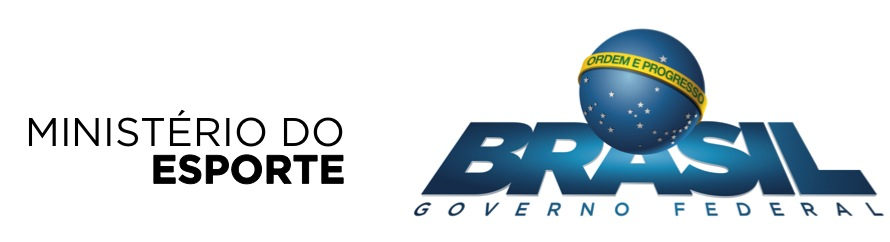 MINISTÉRIO DO
ESPORTE
ORDEM E PROGRESSO
BRASIL
GOVERNO FEDERAL